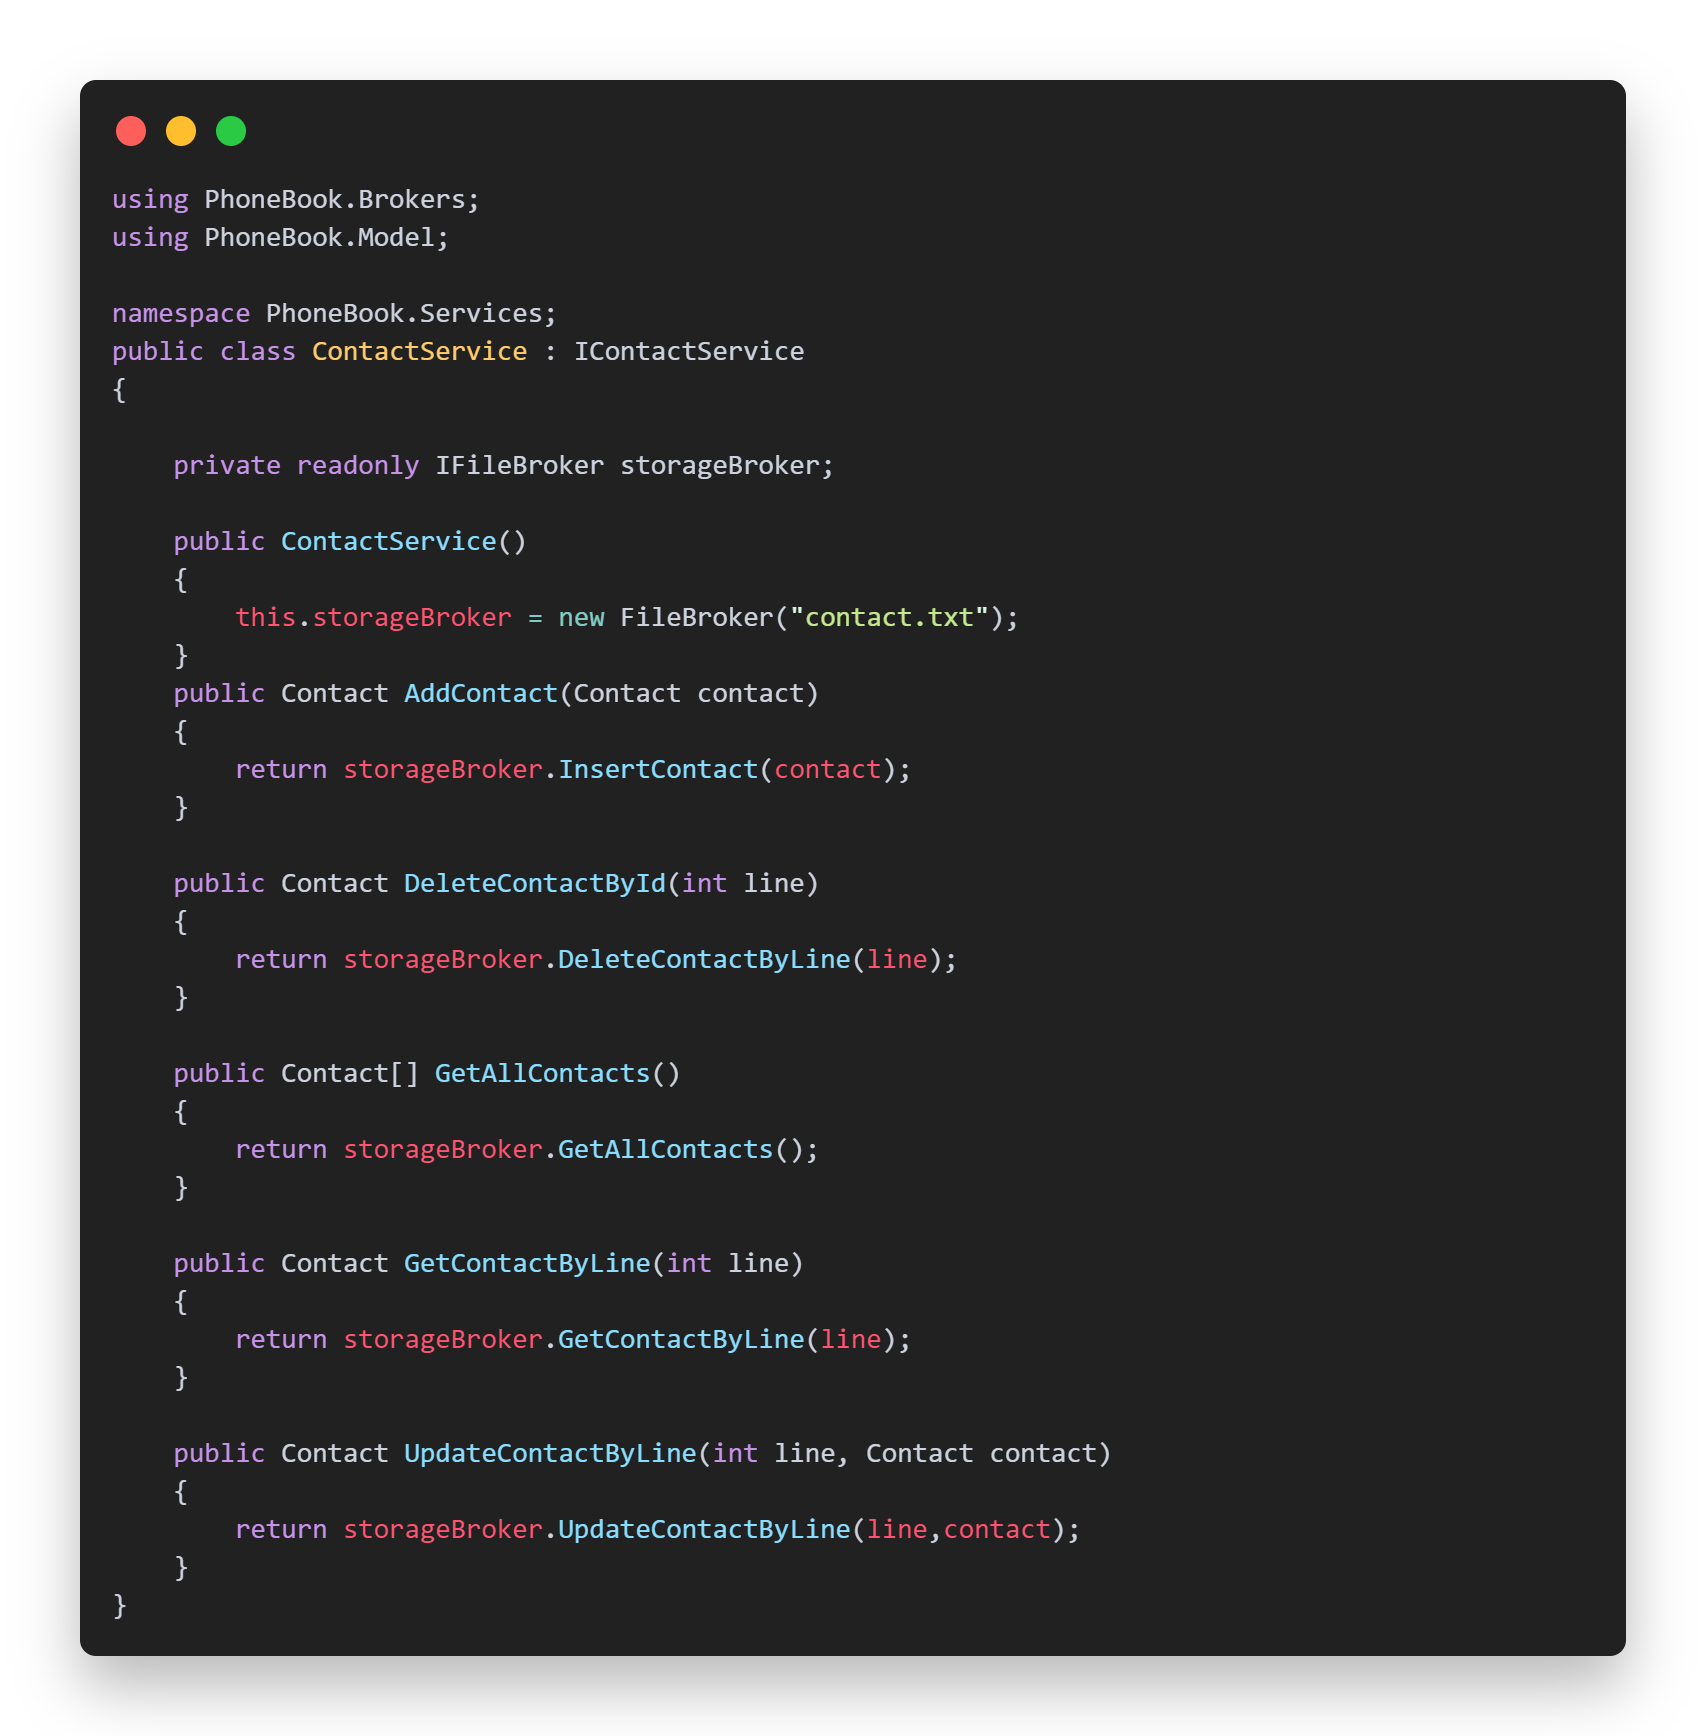 using PhoneBook.Brokers;
using PhoneBook.Model;

namespace PhoneBook.Services;
public class ContactService : IContactService
{

    private readonly IFileBroker storageBroker;

    public ContactService()
    {
        this.storageBroker = new FileBroker("contact.txt");
    }
    public Contact AddContact(Contact contact)
    {
        return storageBroker.InsertContact(contact);
    }

    public Contact DeleteContactById(int line)
    {
        return storageBroker.DeleteContactByLine(line);
    }

    public Contact[] GetAllContacts()
    {
        return storageBroker.GetAllContacts();
    }

    public Contact GetContactByLine(int line)
    {
        return storageBroker.GetContactByLine(line);
    }

    public Contact UpdateContactByLine(int line, Contact contact)
    {
        return storageBroker.UpdateContactByLine(line,contact);
    }
}